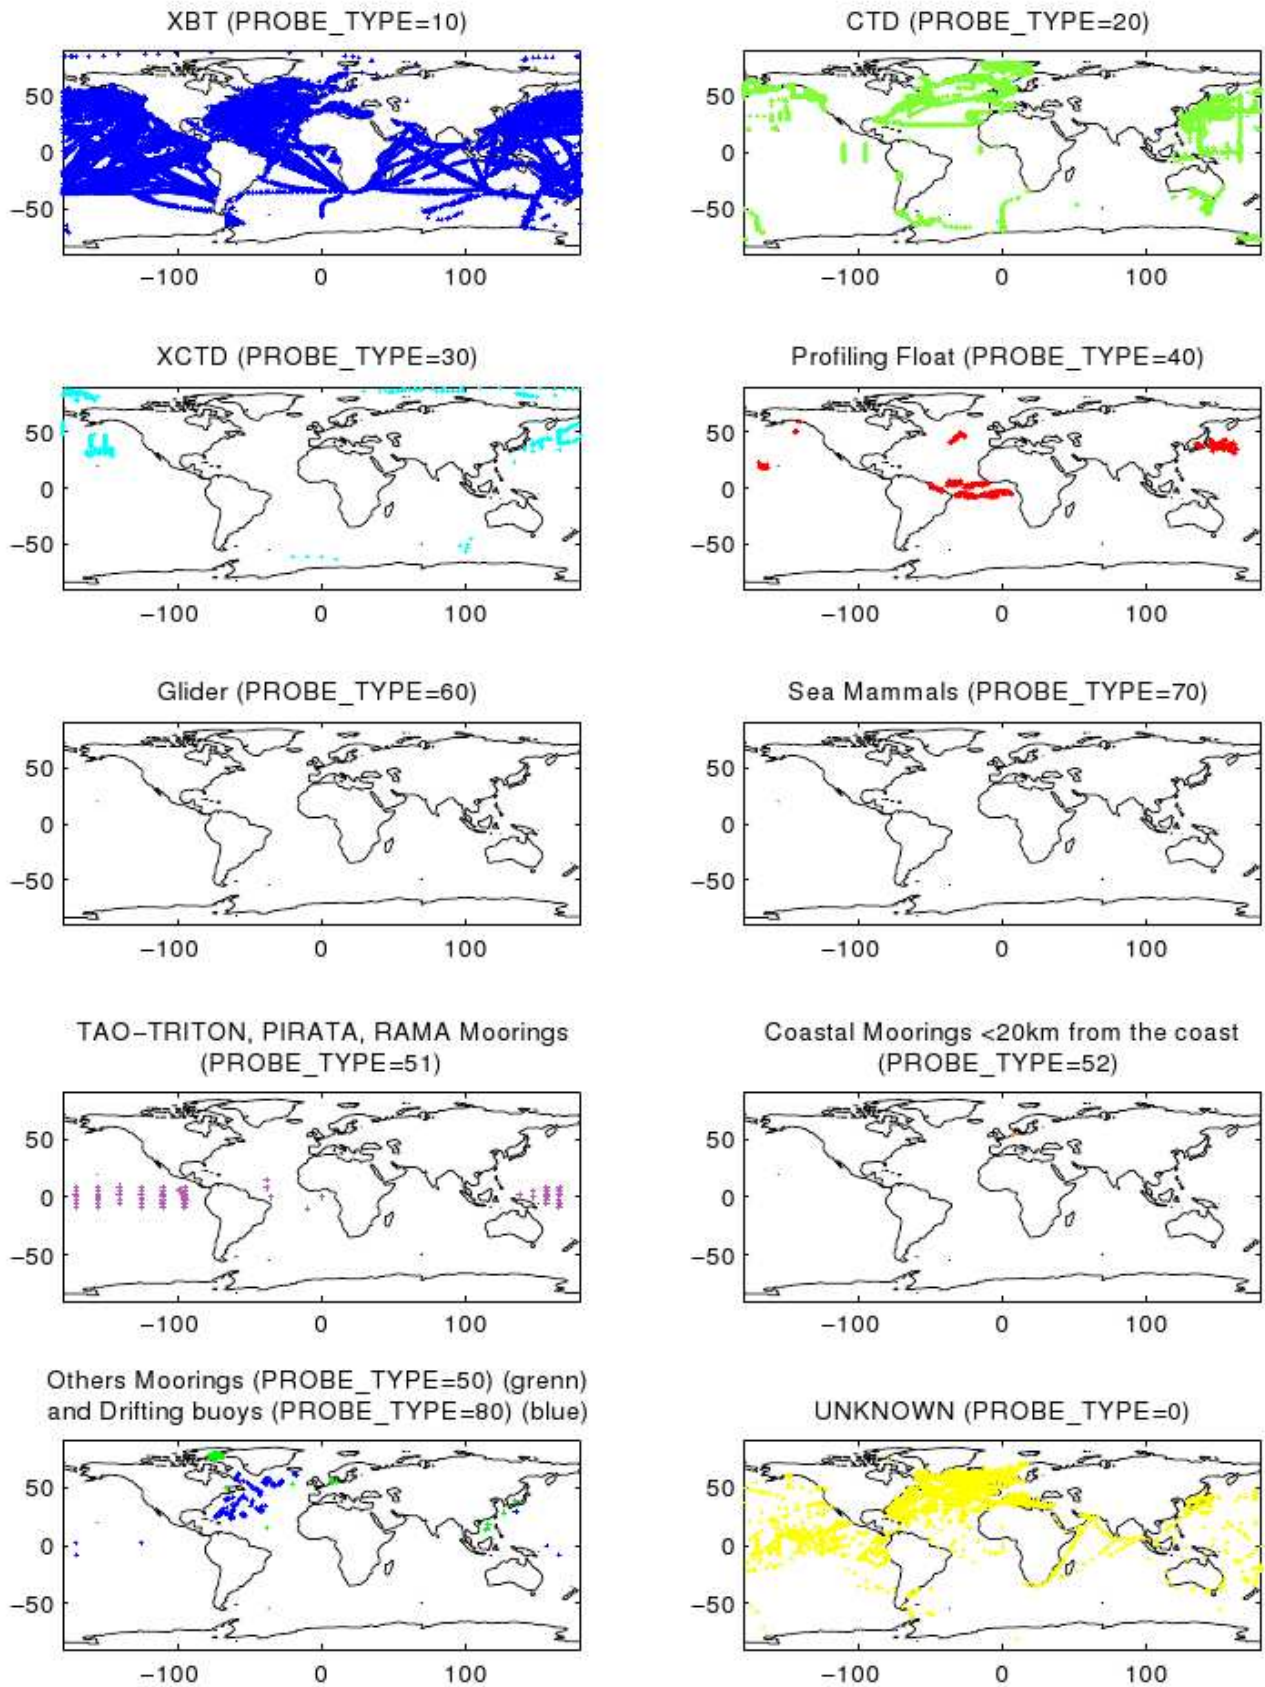 XBT (PROBE_TYPE=10)
CTD (PROBE_TYPE=20)
50
0
−50
−100 0 100
50
0
−50
−100 0 100
XCTD (PROBE_TYPE=30)
Profiling Float (PROBE_TYPE=40)
50
0
−50
−100 0 100
50
0
−50
−100 0 100
Glider (PROBE_TYPE=60)
Sea Mammals (PROBE_TYPE=70)
50
0
−50
−100 0 100
50
0
−50
−100 0 100
TAO−TRITON, PIRATA, RAMA Moorings
(PROBE_TYPE=51)
Coastal Moorings <20km from the coast
(PROBE_TYPE=52)
50
0
−50
−100 0 100
50
0
−50
−100 0 100
Others Moorings (PROBE_TYPE=50) (grenn)
and Drifting buoys (PROBE_TYPE=80) (blue)
UNKNOWN (PROBE_TYPE=0)
50
0
−50
−100 0 100
50
0
−50
−100 0 100